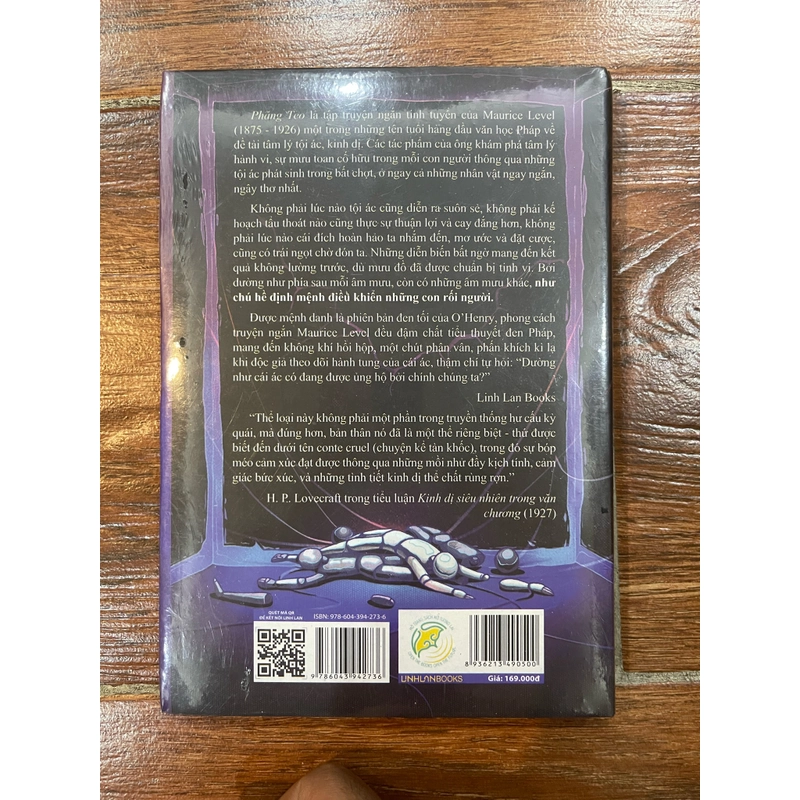 Phăng Teo là tập truyện ngắn tinh tuyển của Maurice Level
(1875 - 1926) một trong những tên tuổi hàng đầu văn học Pháp về
đề tài tâm lý tội ác, kinh dị. Các tác phẩm của ông khám phá tâm lý
hành vi, sự mưu toan cố hữu trong mỗi con người thông qua những
tội ác phát sinh trong bất chợt, ở ngay cả những nhân vật ngay ngắn,
ngây thơ nhất.
Không phải lúc nào tội ác cũng diễn ra suôn sẻ, không phải kế
hoạch tẩu thoát nào cũng thực sự thuận lợi và cay đắng hơn, không
phải lúc nào cái đích hoàn hảo ta nhắm đến, mơ ước và đặt cược,
cũng có trái ngọt chờ đón ta. Những diễn biến bất ngờ mang đến kết
quả không lường trước, dù mưu đồ đã được chuẩn bị tinh vi. Bởi
dường như phía sau mỗi âm mưu, còn có những âm mưu khác, như
chú hề định mệnh điều khiển những con rối người.
Được mệnh danh là phiên bản đen tối của O'Henry, phong cách
truyện ngắn Maurice Level đều đậm chất tiểu thuyết đen Pháp,
mang đến không khí hồi hộp, một chút phân vân, phấn khích kì lạ
khi độc giả theo dõi hành tung của cái ác, thậm chí tự hỏi: "Dường
như cái ác có đang được ủng hộ bởi chính chúng ta?"
Linh Lan Books
"Thể loại này không phải một phần trong truyền thống hư cấu kỳ
quái, mà đúng hơn, bản thân nó đã là một thể riêng biệt - thứ được
biết đến dưới tên conte cruel (chuyện kể tàn khốc), trong đó sự bóp
méo cảm xúc đạt được thông qua những mồi như đầy kịch tính, cảm
giác bức xúc, và những tình tiết kinh dị thể chất rùng rợn."
H. P. Lovecraft trong tiểu luận Kinh dị siêu nhiên trong văn
chương (1927)
QUÉT MÃ QR
ĐỂ KẾT NỐI LINH LAN
ISBN: 978-604-394-273-6
9 786043 942736
8 936213 490500
LINHLANBOOKS
Giá: 169.000đ